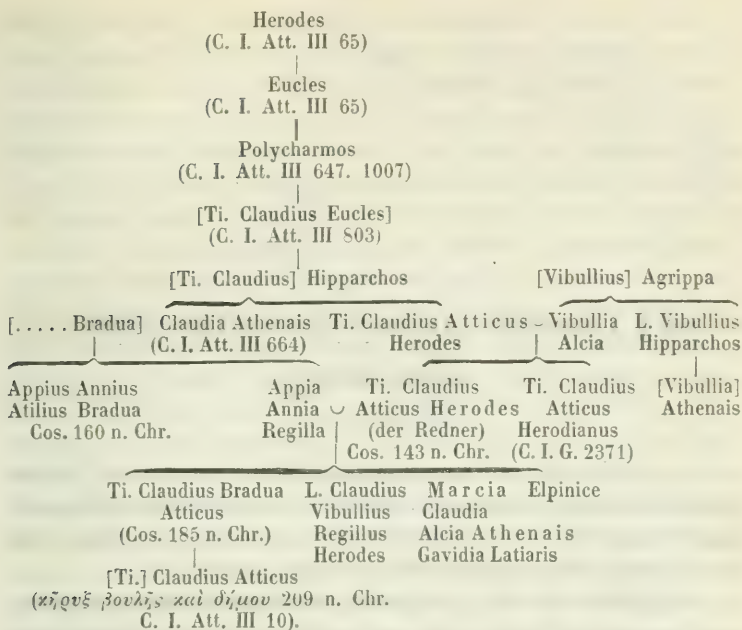 Herodes
(C. I. Att. III 65)
Eucles
(C. I. Att. III 65)
Polycharmos
(C. I. Att. III 647. 1007)
[Ti. Claudius Eucles]
(C. I. Att. III 803)
[Ti. Claudius] Hipparchos [Vibullius] Agrippa
[..... Bradua] Claudia Athenais Ti. Claudius Atticus ⌣ Vibullia L. Vibullius
(C. I. Att. III 664) Herodes Alcia Hipparchos
Appius Annius Appia Ti. Claudius Ti. Claudius [Vibullia]
Atilius Bradua Annia ∪ Atticus Herodes Atticus Athenais
Cos. 160 n. Chr. Regilla (der Redner) Herodianus
Cos. 143 n. Chr. (C. I. G. 2371)
Ti. Claudius Bradua L. Claudius Marcia Elpinice
Atticus Vibullius Claudia
(Cos. 185 n. Chr.) Regillus Alcia Athenais
Herodes Gavidia Latiaris
[Ti.] Claudius Atticus
(κῆρυξ βουλῆς καὶ δήμου 209 n. Chr.
C. I. Att. III 10).